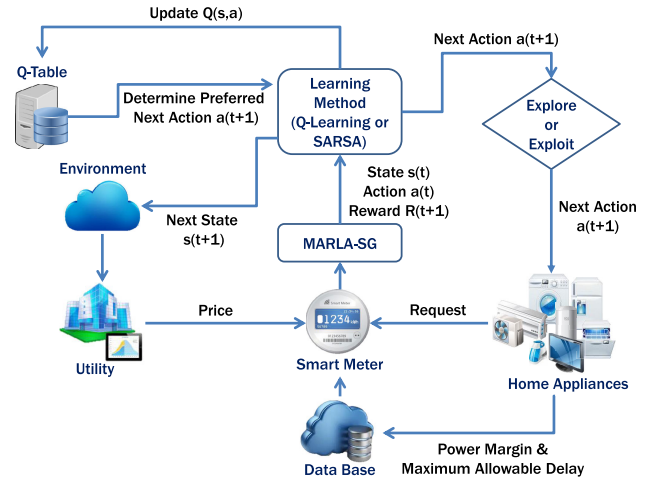 Update Q(s,a)
Q-Table
Determine Preferred
Next Action a(t+1)
Learning
Method
(Q-Learning or
SARSA)
Next Action a(t+1)
Explore
or
Exploit
Environment
Next State
s(t+1)
State s(t)
Action a(t)
Reward R(t+1)
Next Action
a(t+1)
MARLA-SG
Price
Smart Meter
1234
Request
Utility
Smart Meter
Home Appliances
Data Base
Power Margin &
Maximum Allowable Delay